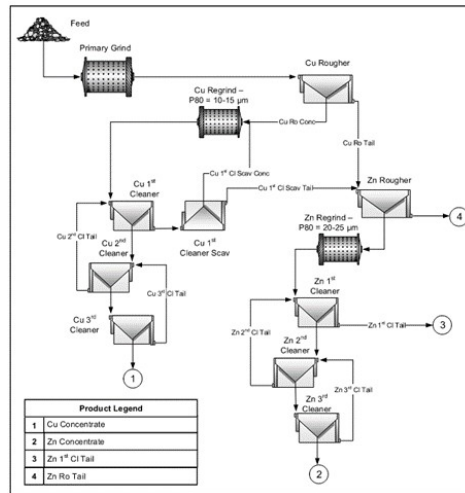 Feed
Primary Grind
Cu Rougher
Cu Regrind –
P80 = 10-15 µm
Cu Ro Conc
Cu Ro Tail
Cu 1st Cl Scav Conc
Cu 1st
Cleaner
Cu 1st Cl Scav Tail
Zn Rougher
4
Cu 2nd Cl Tail
Cu 2nd
Cleaner
Cu 1st
Cleaner Scav
Zn Regrind –
P80 = 20-25 µm
Cu 3rd Cl Tail
Cu 3rd
Cleaner
Zn 1st
Cleaner
Zn 1st Cl Tail
3
Zn 2nd Cl Tail
Zn 2nd
Cleaner
1
Zn 3rd Cl Tail
Zn 3rd
Cleaner
2
Product Legend
1 Cu Concentrate
2 Zn Concentrate
3 Zn 1st Cl Tail
4 Zn Ro Tail